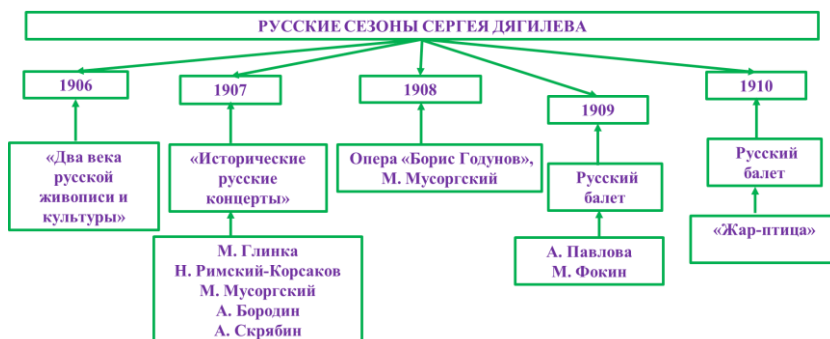 РУССКИЕ СЕЗОНЫ СЕРГЕЯ ДЯГИЛЕВА
1906
«Два века
русской
живописи и
культуры»
1907
«Исторические
русские
концерты»
М. Глинка
Н. Римский-Корсаков
М. Мусоргский
А. Бородин
А. Скрябин
1908
Опера «Борис Годунов»,
М. Мусоргский
1909
Русский
балет
А. Павлова
М. Фокин
1910
Русский
балет
«Жар-птица»